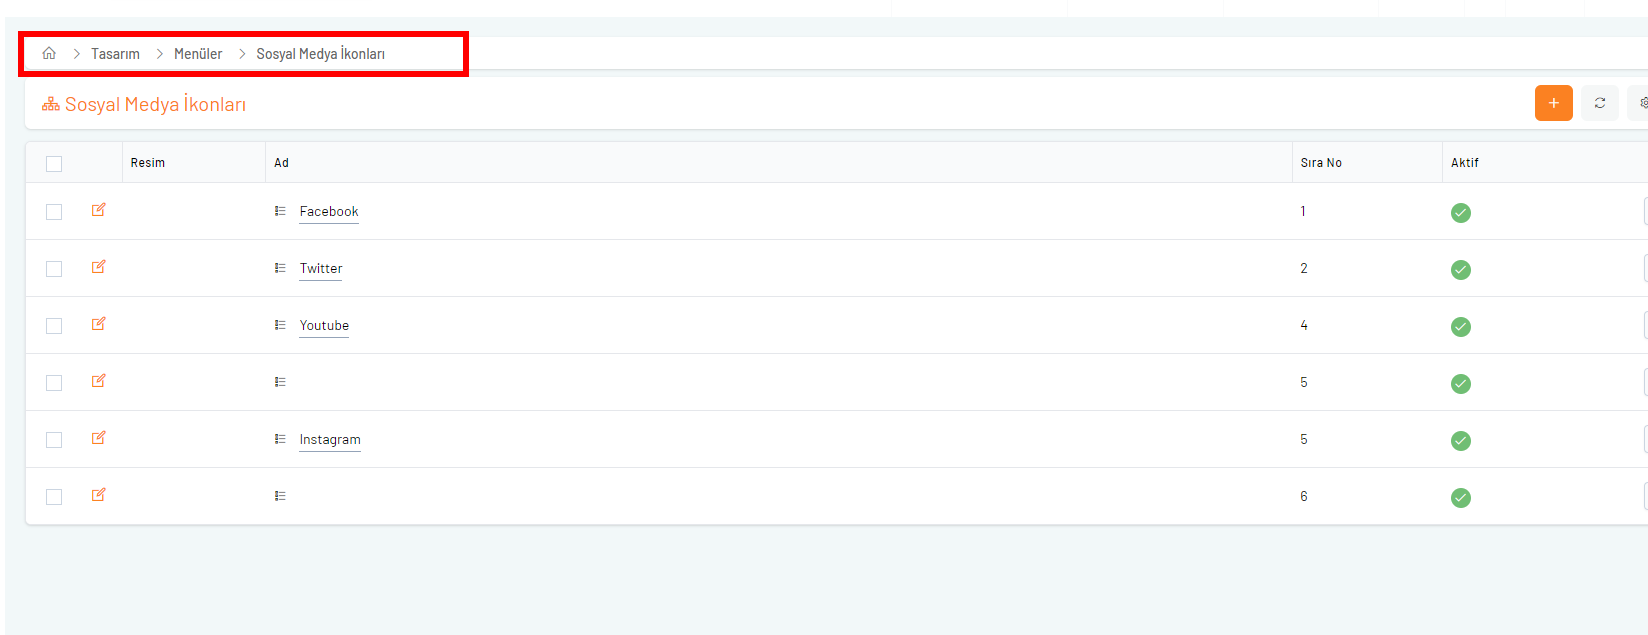 Tasarım Menüler Sosyal Medya İkonları
Sosyal Medya İkonları
Resim Ad Sıra No Aktif
Facebook 1
Twitter 2
Youtube 4
5
Instagram 5
6